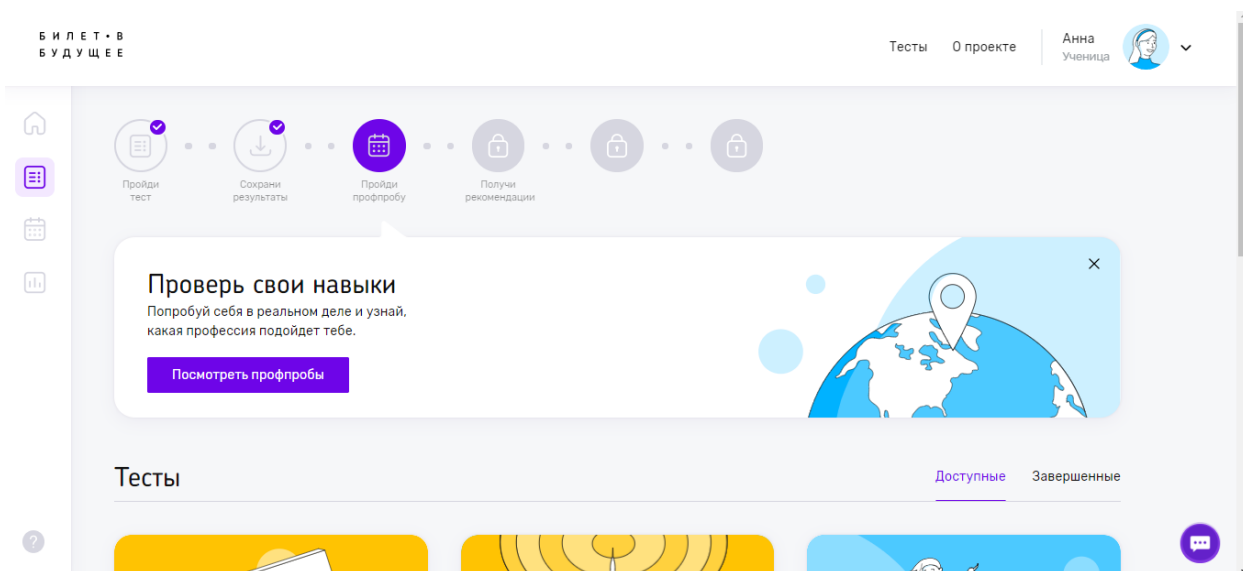 БИЛЕТ•В
БУДУЩЕЕ
Тесты О проекте
Анна
Ученица
Пройди
тест
Сохрани
результаты
Пройди
профпробу
Получи
рекомендации
Проверь свои навыки
Попробуй себя в реальном деле и узнай,
какая профессия подойдет тебе.
Посмотреть профпробы
Тесты
Доступные Завершенные
?